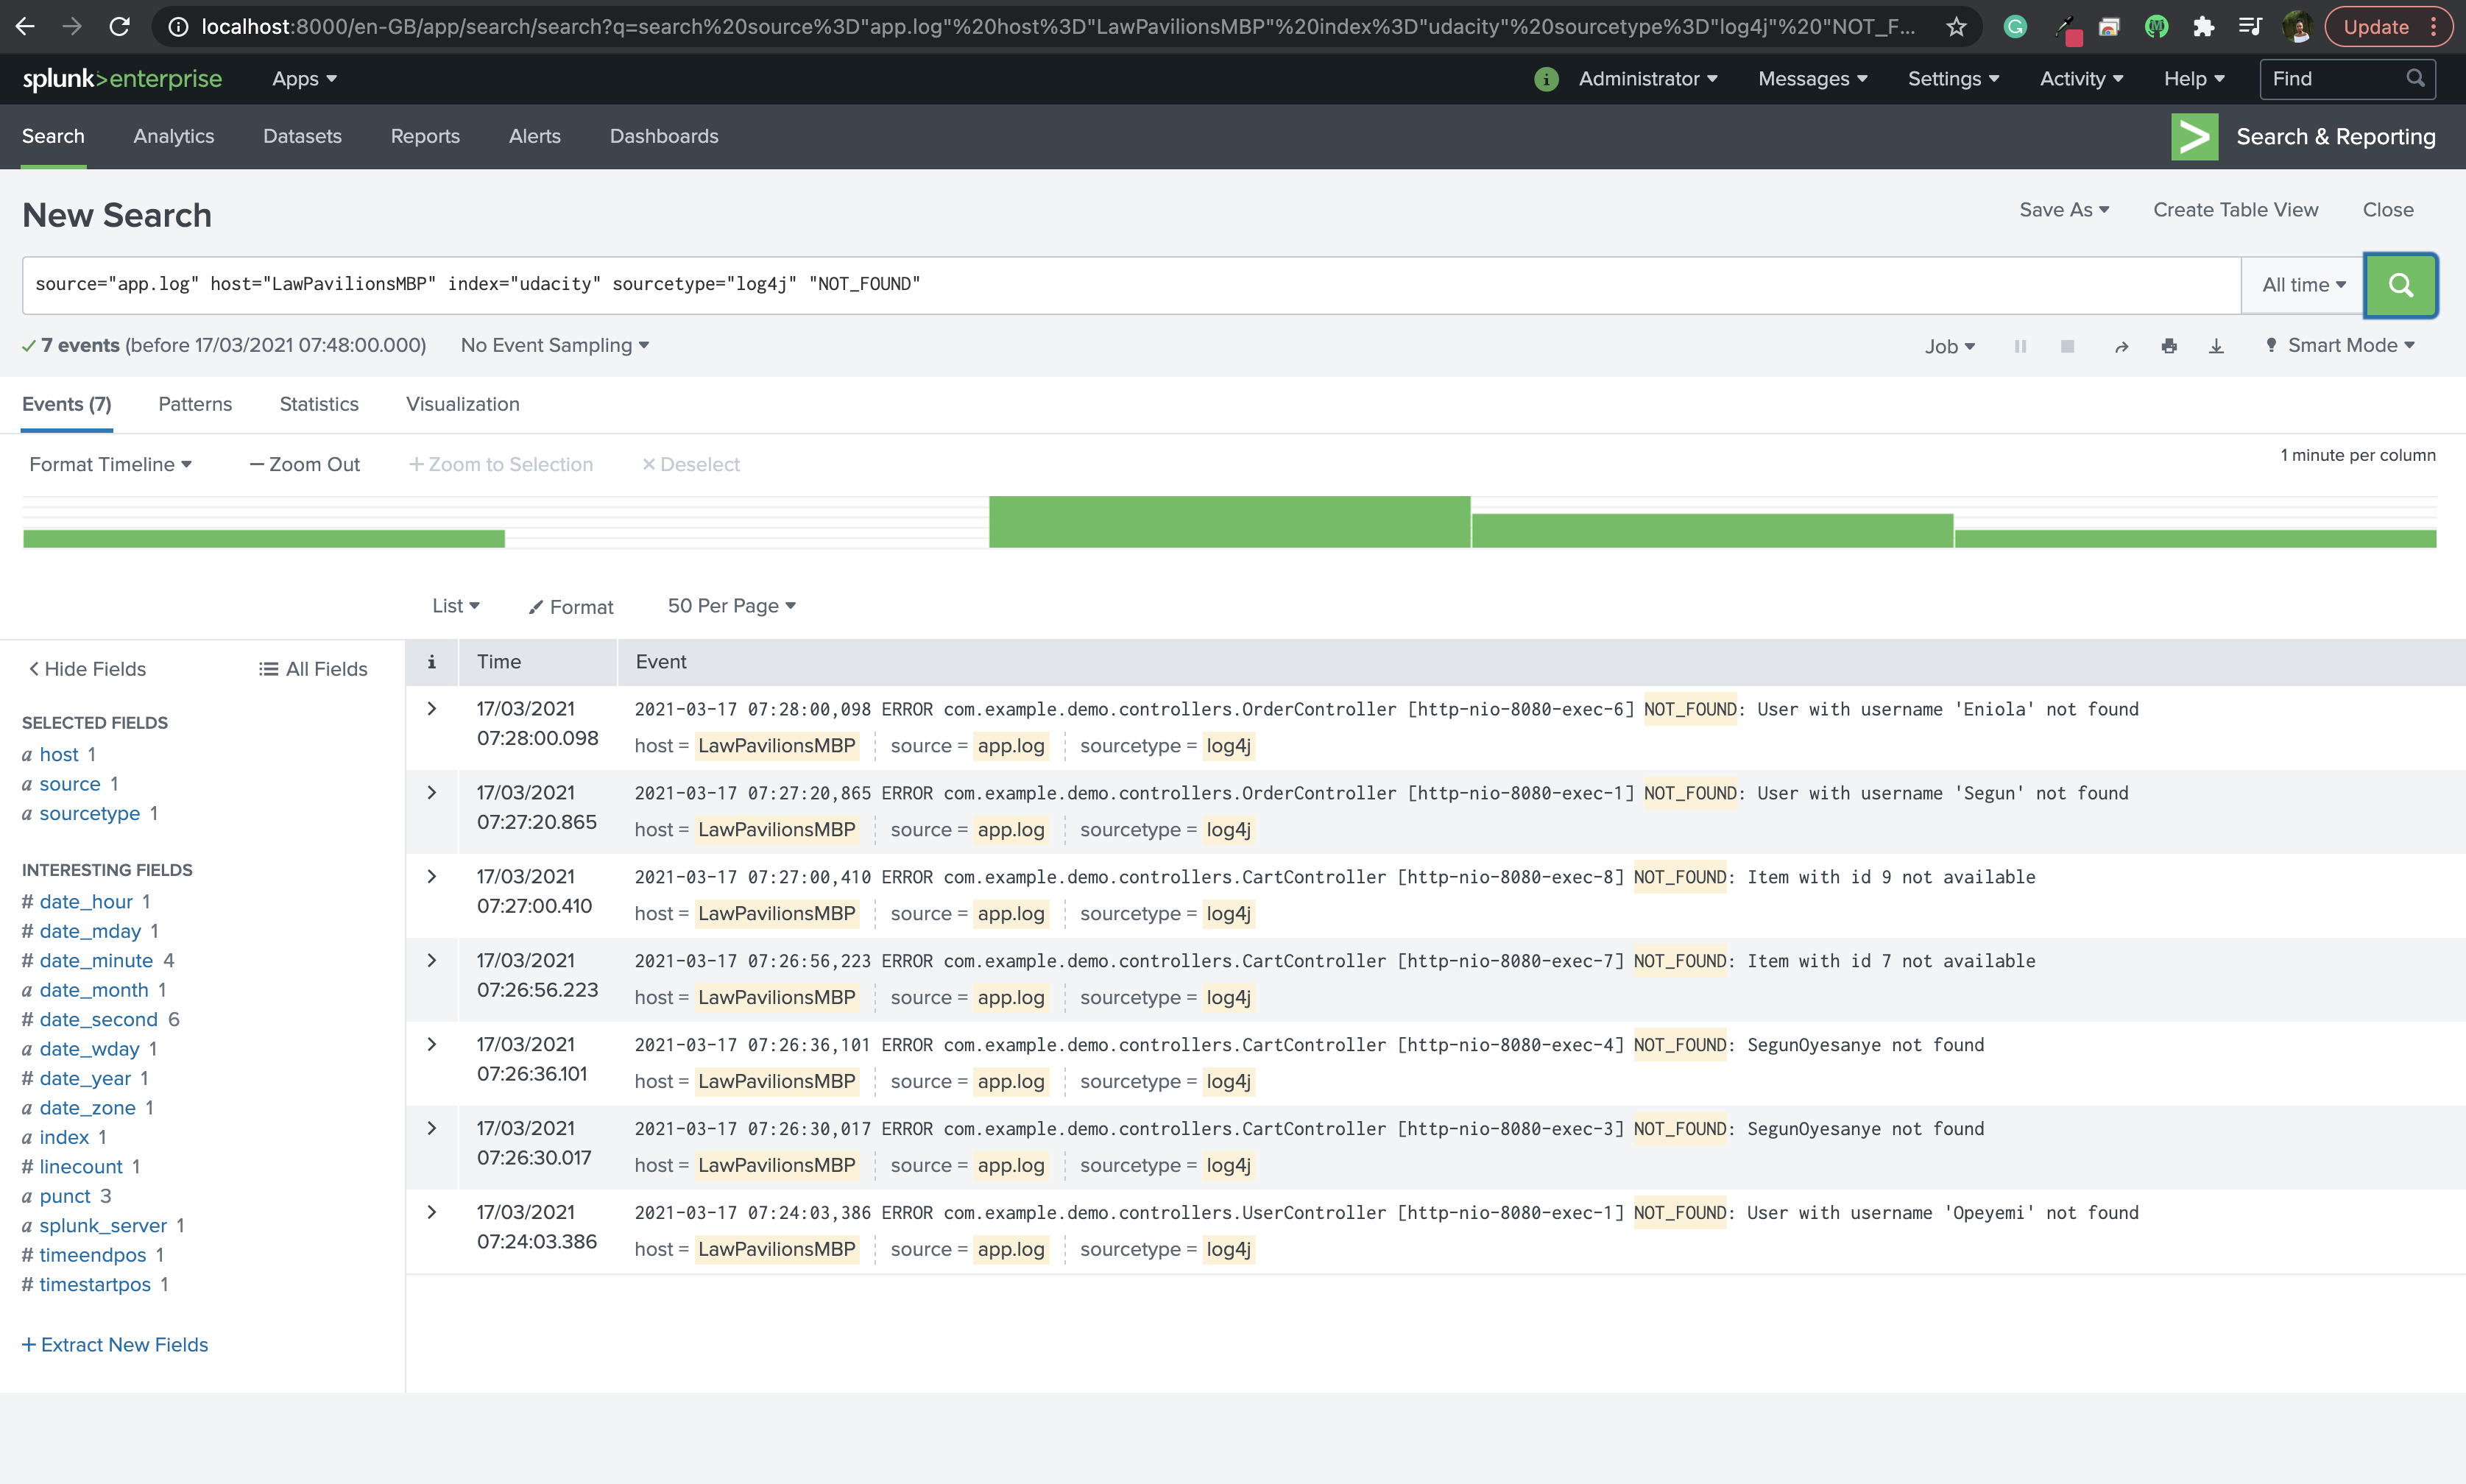 localhost:8000/en-GB/app/search/search?q=search%20source%3D"app.log"%20host%3D"LawPavilionsMBP"%20index%3D"udacity"%20sourcetype%3D"log4j"%20"NOT_F...
Update
splunk>enterprise Apps
i Administrator Messages Settings Activity Help Find
Search Analytics Datasets Reports Alerts Dashboards
> Search & Reporting
New Search
Save As Create Table View Close
source="app.log" host="LawPavilionsMBP" index="udacity" sourcetype="log4j" "NOT_FOUND"
All time
7 events (before 17/03/2021 07:48:00.000) No Event Sampling
Job Smart Mode
Events (7) Patterns Statistics Visualization
Format Timeline — Zoom Out + Zoom to Selection × Deselect
1 minute per column
List Format 50 Per Page
< Hide Fields All Fields
SELECTED FIELDS
a host 1
a source 1
a sourcetype 1
INTERESTING FIELDS
# date_hour 1
# date_mday 1
# date_minute 4
a date_month 1
# date_second 6
a date_wday 1
# date_year 1
a date_zone 1
a index 1
# linecount 1
a punct 3
a splunk_server 1
# timeendpos 1
# timestartpos 1
+ Extract New Fields
i Time Event
17/03/2021
07:28:00.098
2021-03-17 07:28:00,098 ERROR com.example.demo.controllers.OrderController [http-nio-8080-exec-6] NOT_FOUND: User with username 'Eniola' not found
host = LawPavilionsMBP source = app.log sourcetype = log4j
17/03/2021
07:27:20.865
2021-03-17 07:27:20,865 ERROR com.example.demo.controllers.OrderController [http-nio-8080-exec-1] NOT_FOUND: User with username 'Segun' not found
host = LawPavilionsMBP source = app.log sourcetype = log4j
17/03/2021
07:27:00.410
2021-03-17 07:27:00,410 ERROR com.example.demo.controllers.CartController [http-nio-8080-exec-8] NOT_FOUND: Item with id 9 not available
host = LawPavilionsMBP source = app.log sourcetype = log4j
17/03/2021
07:26:56.223
2021-03-17 07:26:56,223 ERROR com.example.demo.controllers.CartController [http-nio-8080-exec-7] NOT_FOUND: Item with id 7 not available
host = LawPavilionsMBP source = app.log sourcetype = log4j
17/03/2021
07:26:36.101
2021-03-17 07:26:36,101 ERROR com.example.demo.controllers.CartController [http-nio-8080-exec-4] NOT_FOUND: SegunOyesanye not found
host = LawPavilionsMBP source = app.log sourcetype = log4j
17/03/2021
07:26:30.017
2021-03-17 07:26:30,017 ERROR com.example.demo.controllers.CartController [http-nio-8080-exec-3] NOT_FOUND: SegunOyesanye not found
host = LawPavilionsMBP source = app.log sourcetype = log4j
17/03/2021
07:24:03.386
2021-03-17 07:24:03,386 ERROR com.example.demo.controllers.UserController [http-nio-8080-exec-1] NOT_FOUND: User with username 'Opeyemi' not found
host = LawPavilionsMBP source = app.log sourcetype = log4j